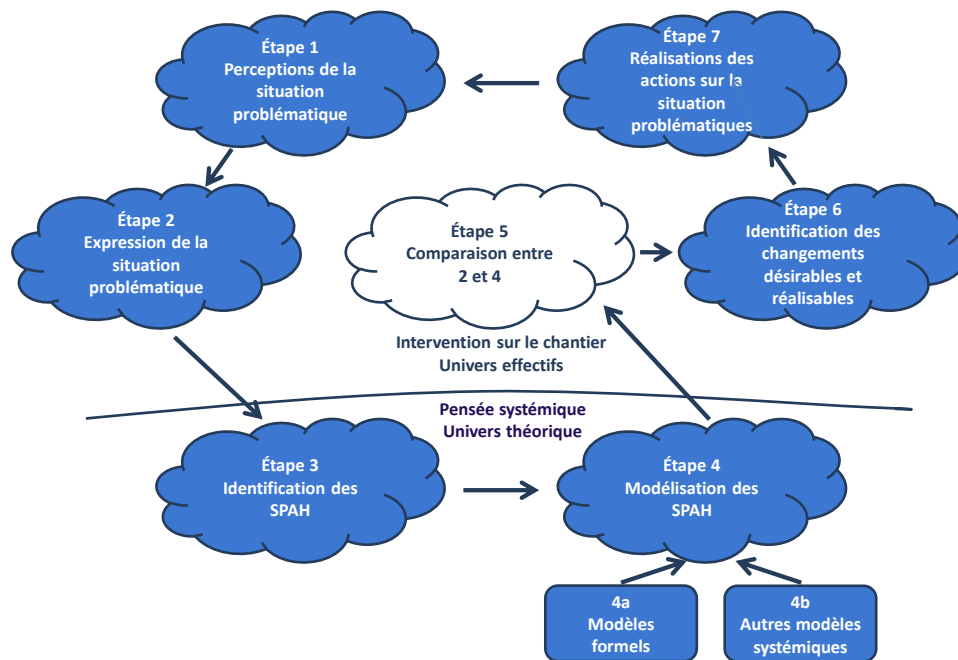 Étape 1
Perceptions de la
situation
problématique
Étape 7
Réalisations des
actions sur la
situation
problématiques
Étape 2
Expression de la
situation
problématique
Étape 5
Comparaison entre
2 et 4
Étape 6
Identification des
changements
désirables et
réalisables
Intervention sur le chantier
Univers effectifs
Pensée systémique
Univers théorique
Étape 3
Identification des
SPAH
Étape 4
Modélisation des
SPAH
4a
Modèles
formels
4b
Autres modèles
systémiques